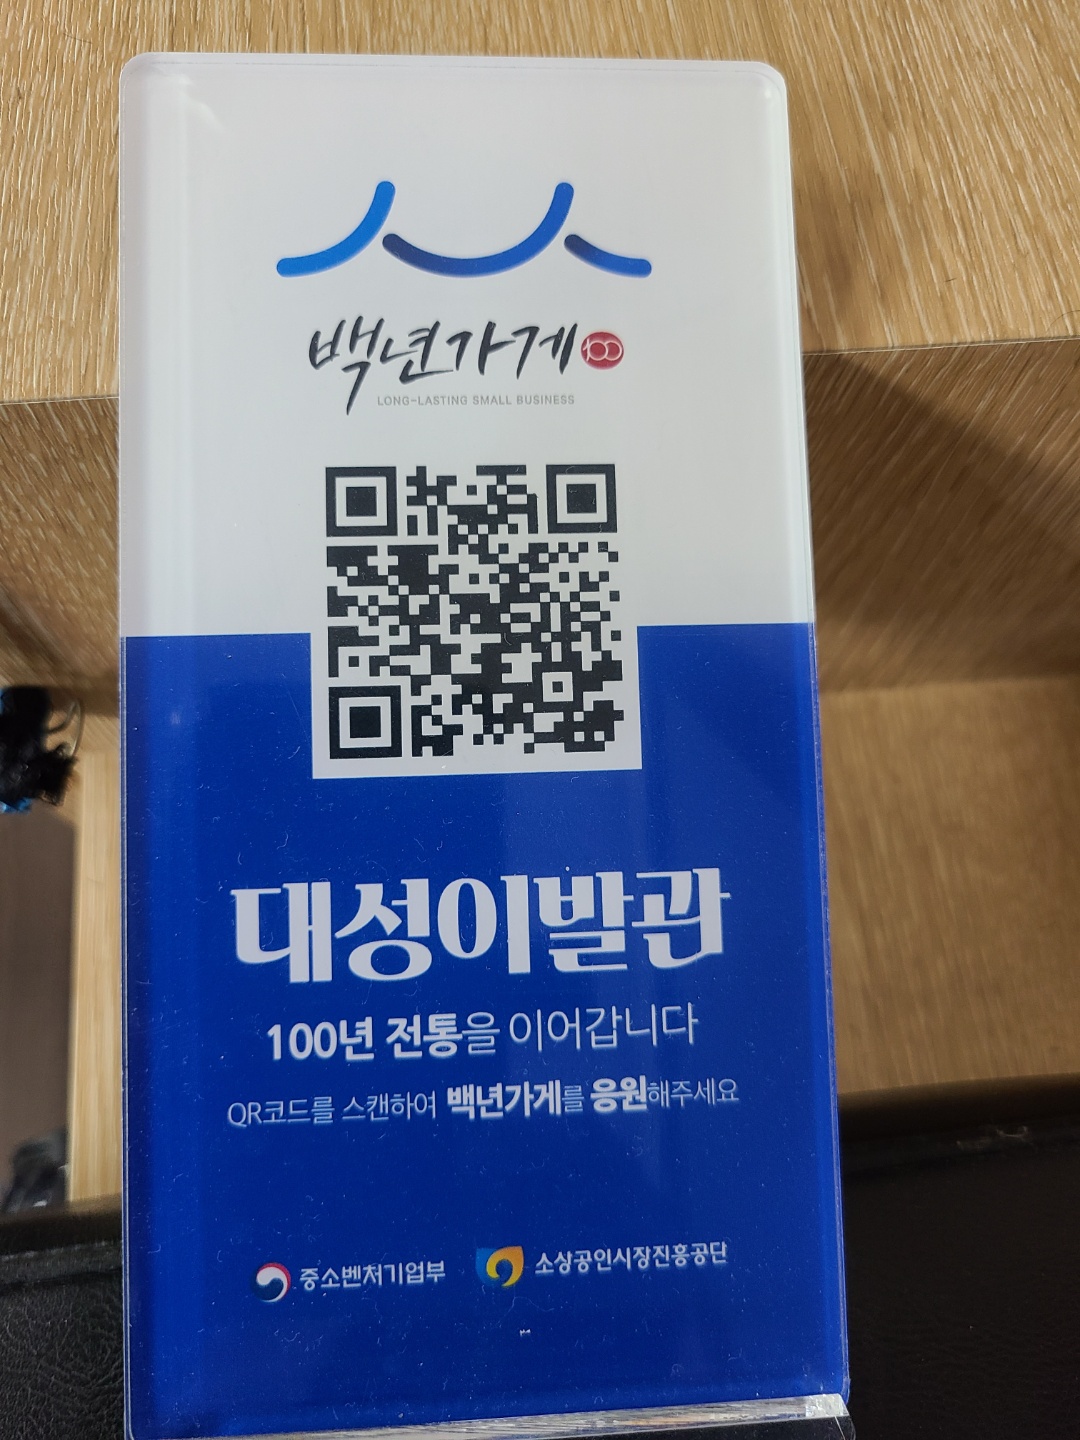 백년가게 100
LONG-LASTING SMALL BUSINESS
대성이발관
100년 전통을 이어갑니다
QR코드를 스캔하여 백년가게를 응원해주세요
중소벤처기업부 소상공인시장진흥공단